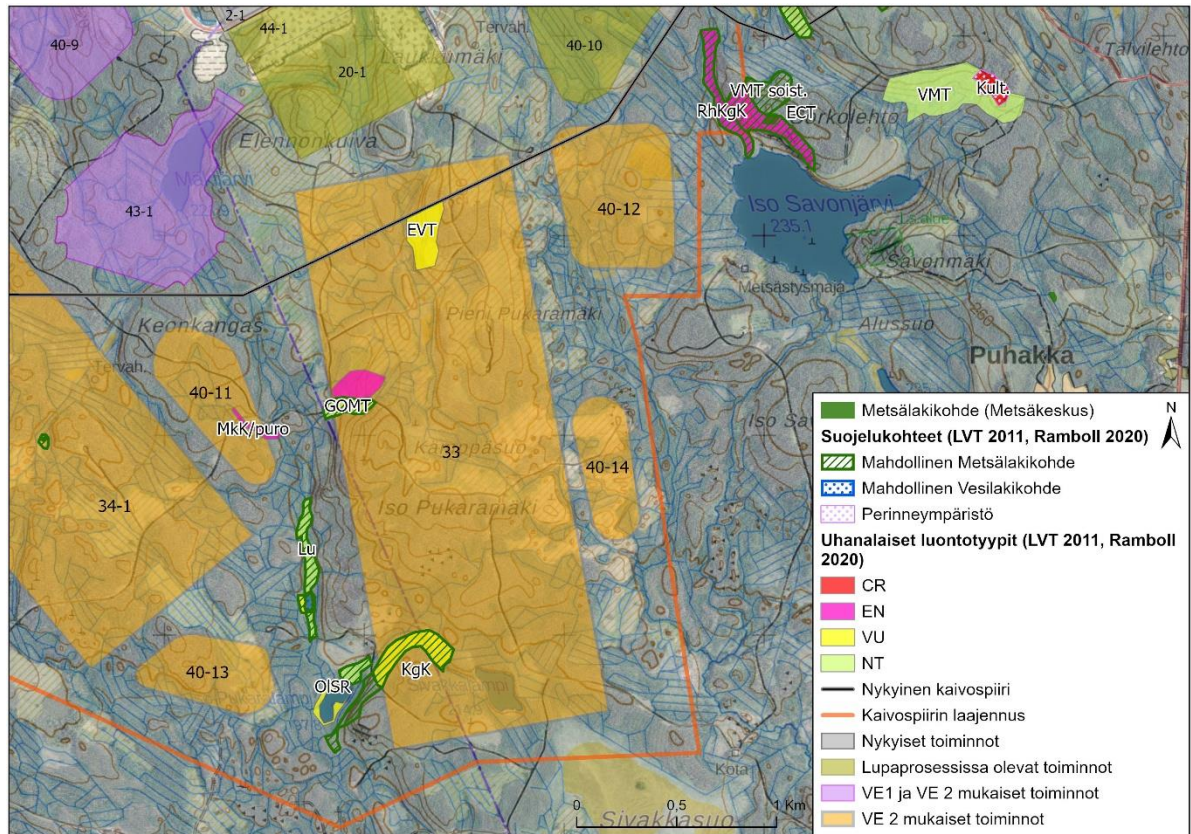 2-1
40-9
44-1
Tervah.
Laukkumäki
40-10
20-1
Talvilehto
VMT soist.
VMT
Kult.
RhKgK
ECT
Elennonkuiva
43-1
40-12
Iso Savonjärvi
235.1
EVT
Savonmäki
Metsästysmaja
Pieni Pukaramäki
Keonkangas
Alussuo
Puhakka
Tervah.
40-11
GOMT
MkK/puro
33
40-14
34-1
Iso Pukaramäki
Lu
40-13
OlSR
KgK
Kota
Sivakkasuo
0 0,5 1 Km
N
Metsälakikohde (Metsäkeskus)
Suojelukohteet (LVT 2011, Ramboll 2020)
Mahdollinen Metsälakikohde
Mahdollinen Vesilakikohde
Perinneympäristö
Uhanalaiset luontotyypit (LVT 2011, Ramboll
2020)
CR
EN
VU
NT
Nykyinen kaivospiiri
Kaivospiirin laajennus
Nykyiset toiminnot
Lupaprosessissa olevat toiminnot
VE1 ja VE 2 mukaiset toiminnot
VE 2 mukaiset toiminnot